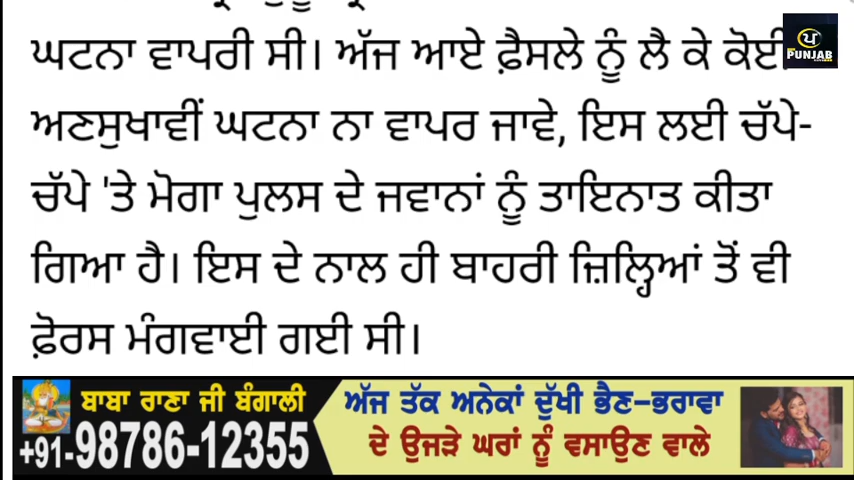 ਘਟਨਾ ਵਾਪਰੀ ਸੀ। ਅੱਜ ਆਏ ਫ਼ੈਸਲੇ ਨੂੰ ਲੈ ਕੇ ਕੋਈ
ਅਣਸੁਖਾਵੀਂ ਘਟਨਾ ਨਾ ਵਾਪਰ ਜਾਵੇ, ਇਸ ਲਈ ਚੱਪੇ-
ਚੱਪੇ 'ਤੇ ਮੋਗਾ ਪੁਲਸ ਦੇ ਜਵਾਨਾਂ ਨੂੰ ਤਾਇਨਾਤ ਕੀਤਾ
ਗਿਆ ਹੈ। ਇਸ ਦੇ ਨਾਲ ਹੀ ਬਾਹਰੀ ਜ਼ਿਲ੍ਹਿਆਂ ਤੋਂ ਵੀ
ਫ਼ੋਰਸ ਮੰਗਵਾਈ ਗਈ ਸੀ।
ਪ
PUNJAB
ਬਾਬਾ ਰਾਣਾ ਜੀ ਬੰਗਾਲੀ
+91-98786-12355
ਅੱਜ ਤੱਕ ਅਨੇਕਾਂ ਦੁੱਖੀ ਭੈਣ-ਭਰਾਵਾ
ਦੇ ਉਜੜੇ ਘਰਾਂ ਨੂੰ ਵਸਾਉਣ ਵਾਲੇ